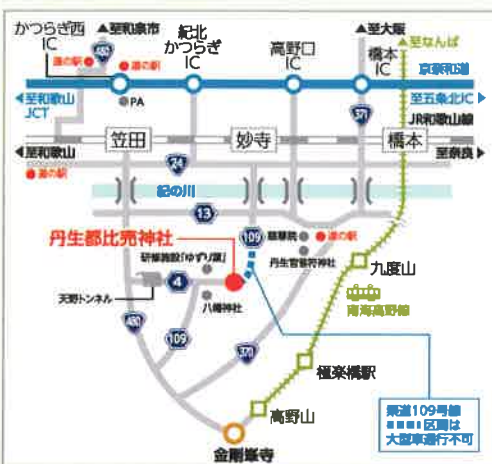 かつらぎ西
IC
▲至和泉市
480
道の駅
道の駅
紀北
かつらぎ
IC
高野口
IC
▲至大阪
橋本
IC
▲至なんば
京奈和道
◀至和歌山
JCT
PA
371
至五条北IC▶
JR和歌山線
笠田
妙寺
橋本
◀至和歌山
至奈良▶
道の駅
24
紀の川
13
丹生都比売神社
109
慈尊院
道の駅
丹生官省符神社
研修施設「ゆずり葉」
4
天野トンネル
八幡神社
九度山
南海高野線
480
109
370
極楽橋駅
高野山
金剛峯寺
県道109号線
区間は
大型車通行不可